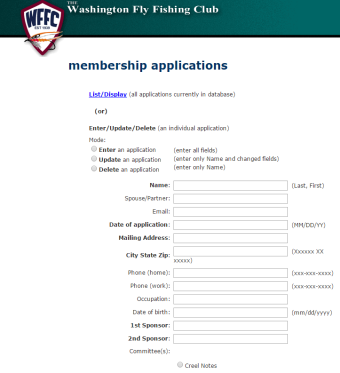 THE
Washington Fly Fishing Club
WFFC
membership applications
List/Display (all applications currently in database)
(or)
Enter/Update/Delete (an individual application)
Mode:
Enter an application (enter all fields)
Update an application (enter only Name and changed fields)
Delete an application (enter only Name)
Name: (Last, First)
Spouse/Partner:
Email:
Date of application: (MM/DD/YY)
Mailing Address:
City State Zip: (Xxxxxx XX
xxxxx)
Phone (home): (xxx-xxx-xxxx)
Phone (work): (xxx-xxx-xxxx)
Occupation:
Date of birth: (mm/dd/yyyy)
1st Sponsor:
2nd Sponsor:
Committee(s):
Creel Notes